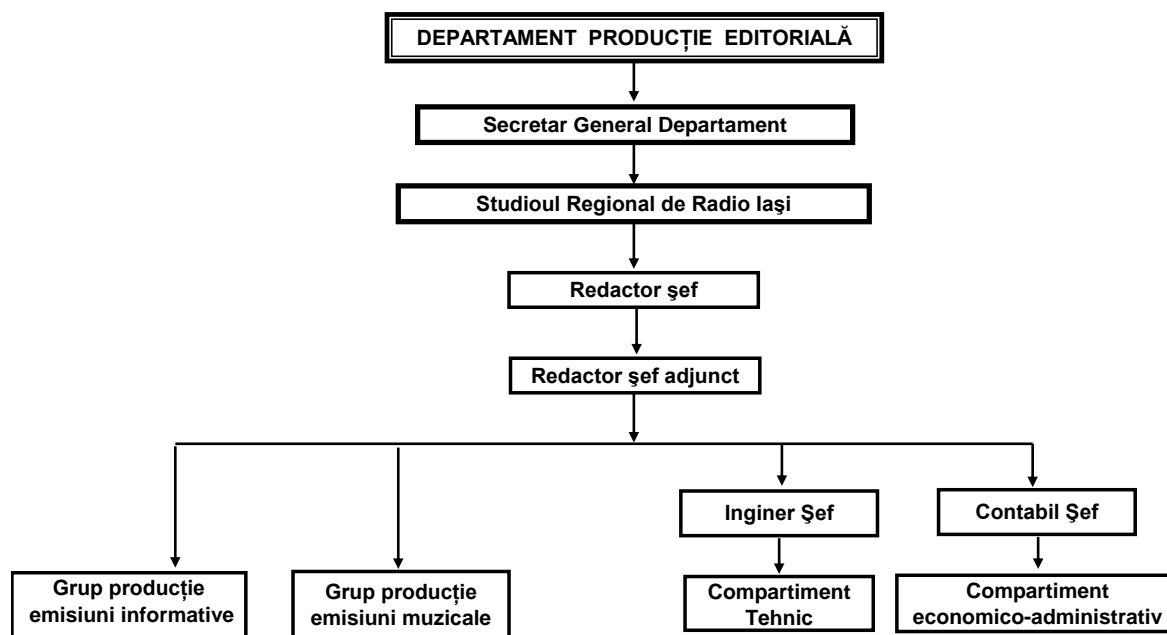 DEPARTAMENT PRODUCȚIE EDITORIALĂ
Secretar General Departament
Studioul Regional de Radio Iaşi
Redactor şef
Redactor şef adjunct
Inginer Şef
Contabil Şef
Grup producție
emisiuni informative
Grup producție
emisiuni muzicale
Compartiment
Tehnic
Compartiment
economico-administrativ